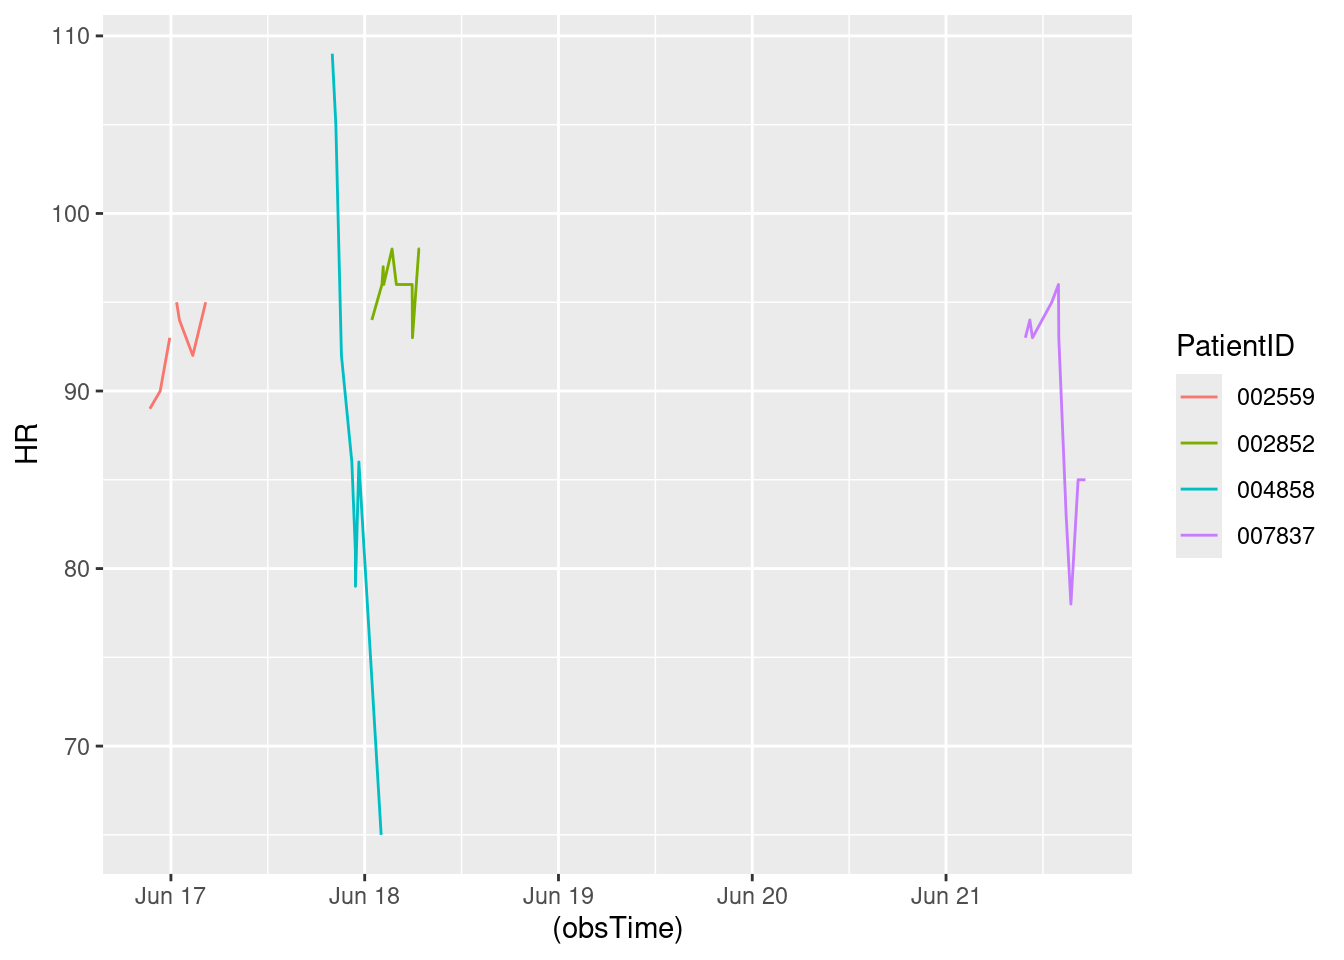 110
100
90
80
70
HR
Jun 17
Jun 18
Jun 19
Jun 20
Jun 21
(obsTime)
PatientID
002559
002852
004858
007837